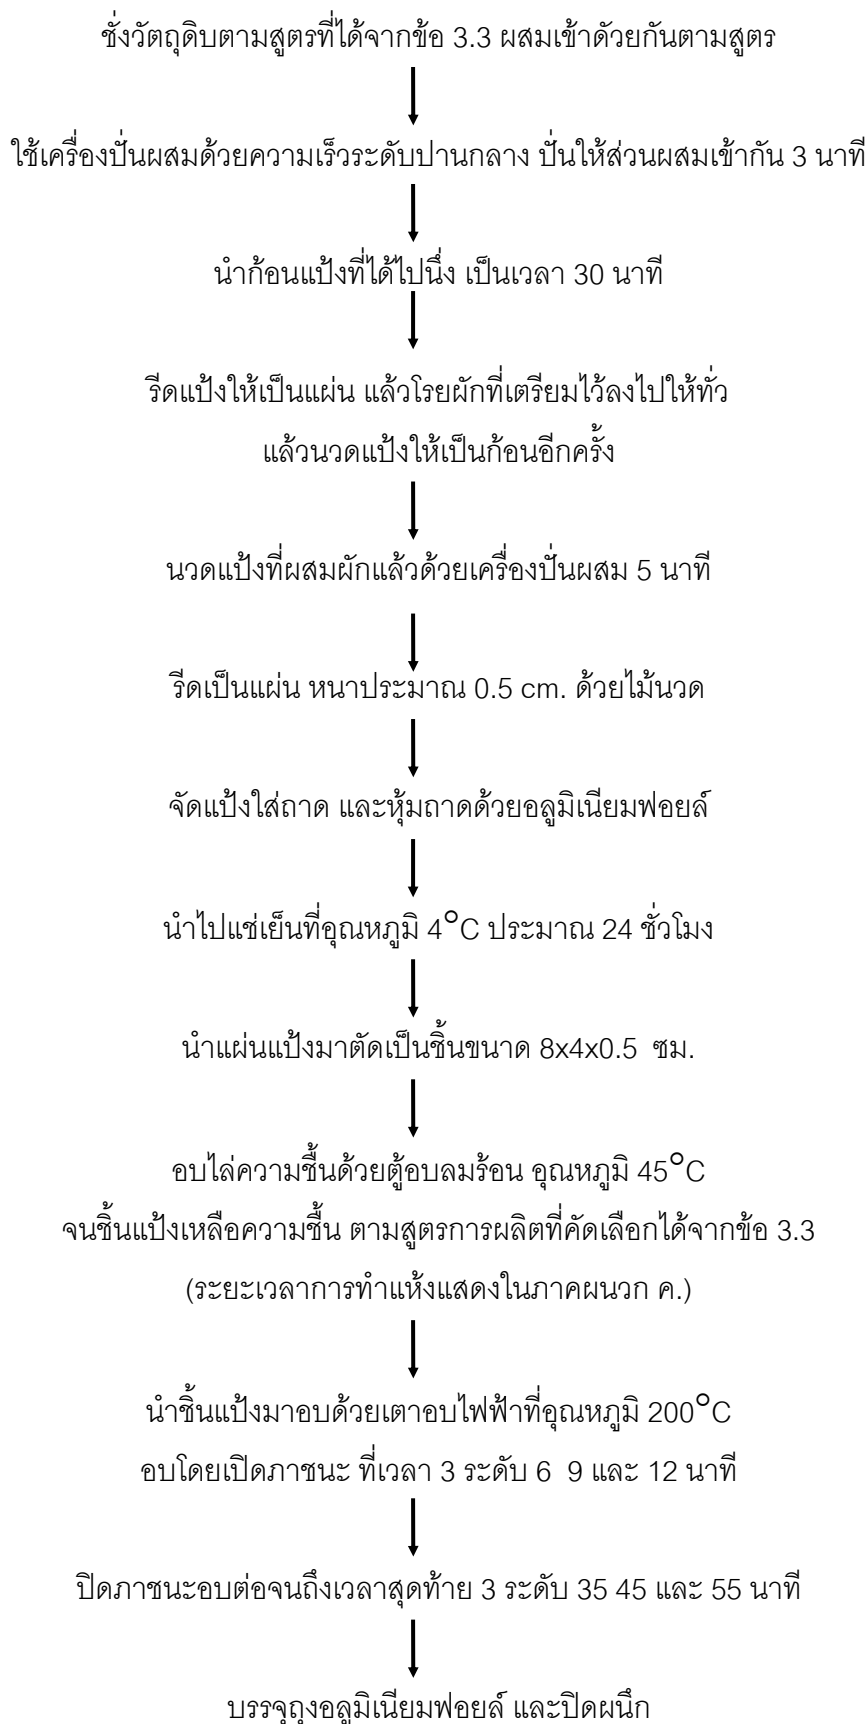 ชั่งวัตถุดิบตามสูตรที่ได้จากข้อ 3.3 ผสมเข้าด้วยกันตามสูตร
ใช้เครื่องปั่นผสมด้วยความเร็วระดับปานกลาง ปั่นให้ส่วนผสมเข้ากัน 3 นาที
นำก้อนแป้งที่ได้ไปนึ่ง เป็นเวลา 30 นาที
รีดแป้งให้เป็นแผ่น แล้วโรยผักที่เตรียมไว้ลงไปให้ทั่ว
แล้วนวดแป้งให้เป็นก้อนอีกครั้ง
นวดแป้งที่ผสมผักแล้วด้วยเครื่องปั่นผสม 5 นาที
รีดเป็นแผ่น หนาประมาณ 0.5 cm. ด้วยไม้นวด
จัดแป้งใส่ถาด และหุ้มถาดด้วยอลูมิเนียมฟอยล์
นำไปแช่เย็นที่อุณหภูมิ 4°C ประมาณ 24 ชั่วโมง
นำแผ่นแป้งมาตัดเป็นชิ้นขนาด 8x4x0.5 ซม.
อบไล่ความชื้นด้วยตู้อบลมร้อน อุณหภูมิ 45°C
จนชิ้นแป้งเหลือความชื้น ตามสูตรการผลิตที่คัดเลือกได้จากข้อ 3.3
(ระยะเวลาการทำแห้งแสดงในภาคผนวก ค.)
นำชิ้นแป้งมาอบด้วยเตาอบไฟฟ้าที่อุณหภูมิ 200°C
อบโดยเปิดภาชนะ ที่เวลา 3 ระดับ 6 9 และ 12 นาที
ปิดภาชนะอบต่อจนถึงเวลาสุดท้าย 3 ระดับ 35 45 และ 55 นาที
บรรจุถุงอลูมิเนียมฟอยล์ และปิดผนึก